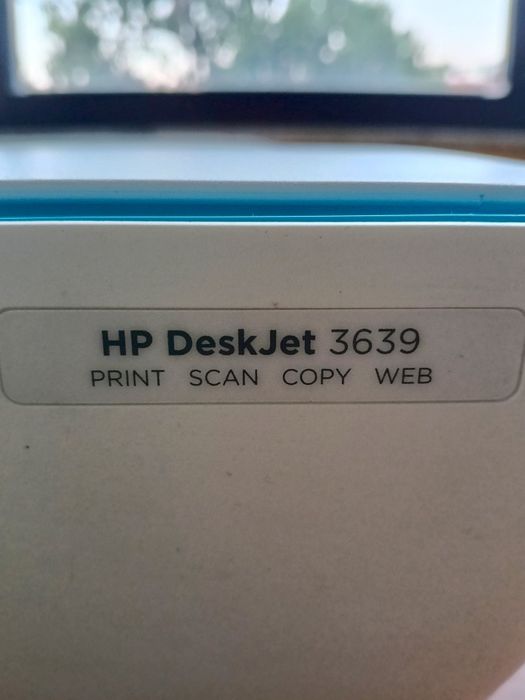 HP DeskJet 3639
PRINT SCAN COPY WEB